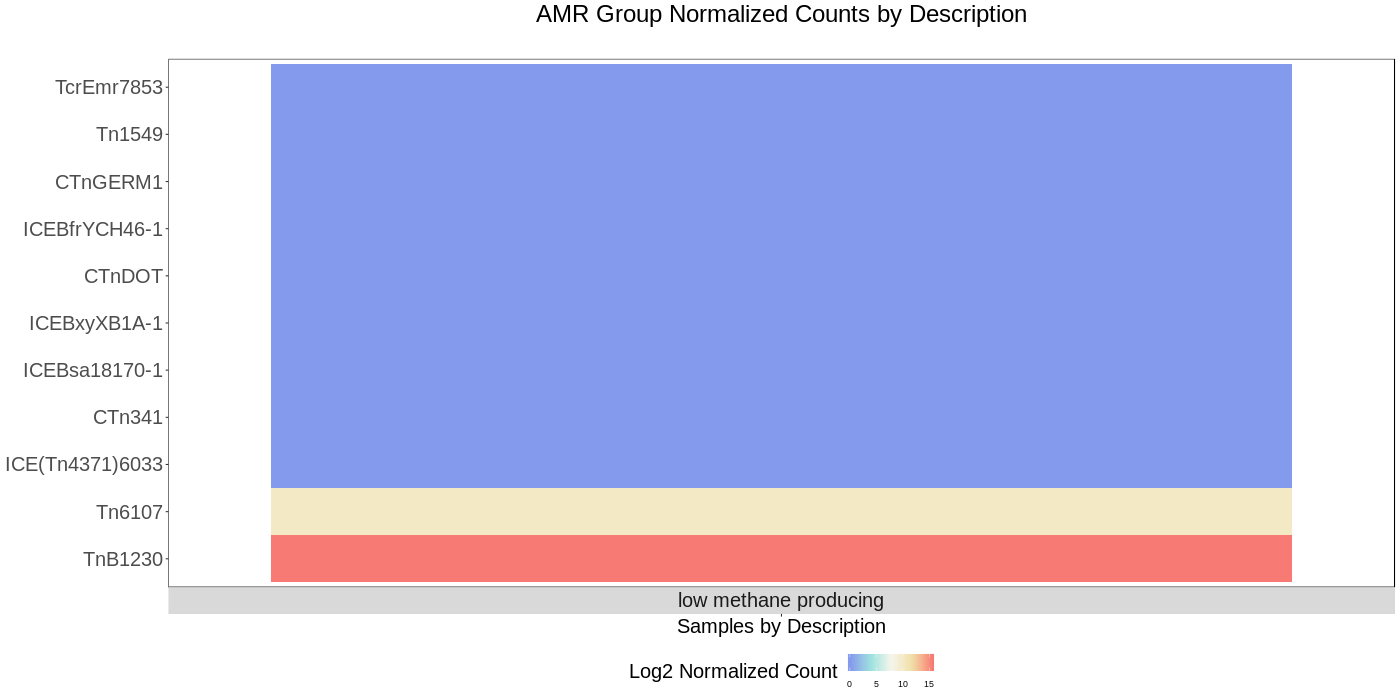 AMR Group Normalized Counts by Description
TcrEmr7853
Tn1549
CTnGERM1
ICEBfrYCH46-1
CTnDOT
ICEBxyXB1A-1
ICEBsa18170-1
CTn341
ICE(Tn4371)6033
Tn6107
TnB1230
low methane producing
Samples by Description
Log2 Normalized Count
0 5 10 15